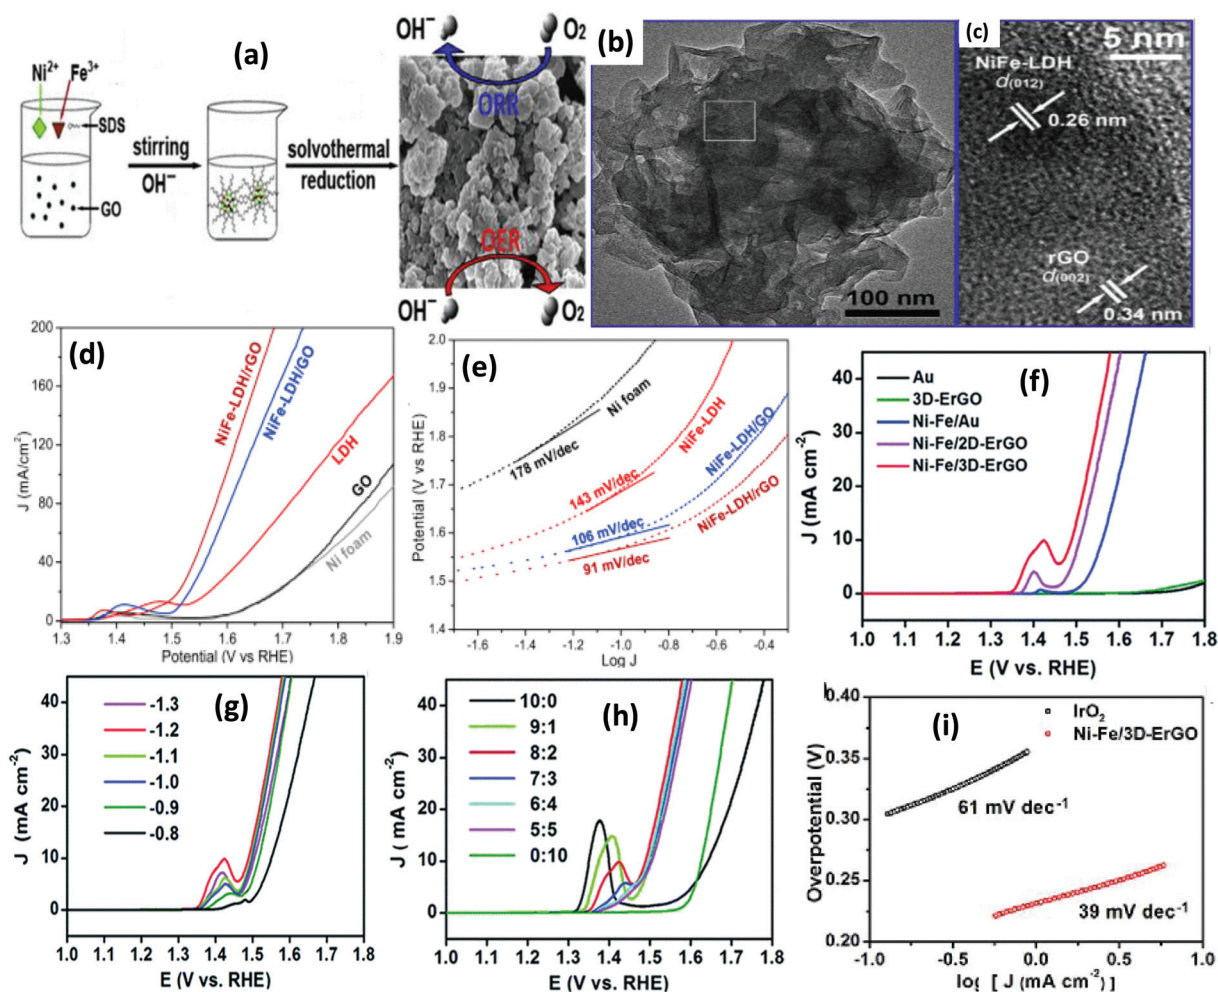 (a)
Ni²⁺ Fe³⁺
SDS
GO
stirring
OH⁻
solvothermal
reduction
OH⁻ O₂
ORR
OER
OH⁻ O₂
(b)
100 nm
(c)
5 nm
NiFe-LDH
d(012)
0.26 nm
rGO
d(002)
0.34 nm
(d)
200
160
120
80
40
0
J (mA/cm²)
NiFe-LDH/rGO
NiFe-LDH/GO
LDH
GO
Ni foam
1.3 1.4 1.5 1.6 1.7 1.8 1.9
Potential (V vs RHE)
(e)
2.0
1.9
1.8
1.7
1.6
1.5
1.4
Potential (V vs RHE)
Ni foam
178 mV/dec
NiFe-LDH
143 mV/dec
NiFe-LDH/GO
106 mV/dec
NiFe-LDH/rGO
91 mV/dec
-1.6 -1.4 -1.2 -1.0 -0.8 -0.6 -0.4
Log J
(f)
40
30
20
10
0
J (mA cm⁻²)
Au
3D-ErGO
Ni-Fe/Au
Ni-Fe/2D-ErGO
Ni-Fe/3D-ErGO
1.0 1.1 1.2 1.3 1.4 1.5 1.6 1.7 1.8
E (V vs. RHE)
(g)
40
30
20
10
0
J (mA cm⁻²)
-1.3
-1.2
-1.1
-1.0
-0.9
-0.8
1.0 1.1 1.2 1.3 1.4 1.5 1.6 1.7 1.8
E (V vs. RHE)
(h)
40
30
20
10
0
J ( mA cm⁻²)
10:0
9:1
8:2
7:3
6:4
5:5
0:10
1.0 1.1 1.2 1.3 1.4 1.5 1.6 1.7 1.8
E (V vs. RHE)
(i)
0.40
0.35
0.30
0.25
0.20
Overpotential (V)
IrO₂
Ni-Fe/3D-ErGO
61 mV dec⁻¹
39 mV dec⁻¹
-1.0 -0.5 0.0 0.5 1.0
log [ J (mA cm⁻²) ]